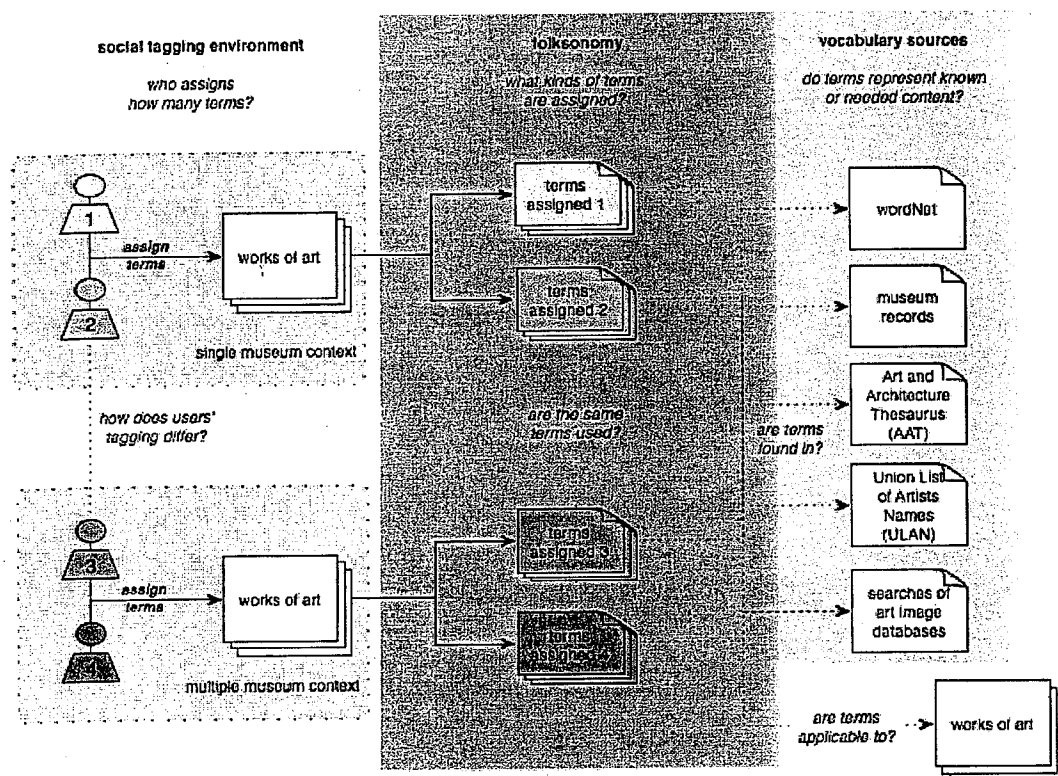 social tagging environment
who assigns
how many terms?
1
2
assign
terms
works of art
single museum context
how does users'
tagging differ?
3
4
assign
terms
works of art
multiple museum context
folksonomy
what kinds of terms
are assigned?
terms
assigned 1
terms
assigned 2
are the same
terms used?
terms
assigned 3
terms
assigned 4
vocabulary sources
do terms represent known
or needed content?
wordNet
museum
records
Art and
Architecture
Thesaurus
(AAT)
are terms
found in?
Union List
of Artists
Names
(ULAN)
searches of
art image
databases
are terms
applicable to?
works of art